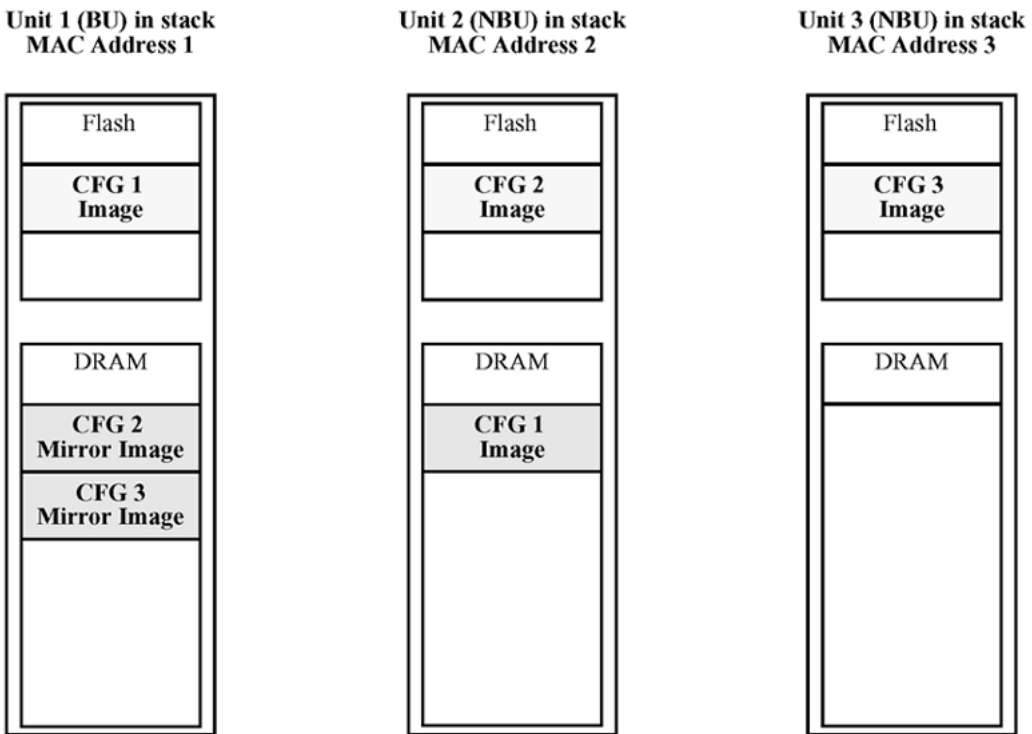 Unit 1 (BU) in stack
MAC Address 1
Flash
CFG 1
Image
DRAM
CFG 2
Mirror Image
CFG 3
Mirror Image
Unit 2 (NBU) in stack
MAC Address 2
Flash
CFG 2
Image
DRAM
CFG 1
Image
Unit 3 (NBU) in stack
MAC Address 3
Flash
CFG 3
Image
DRAM